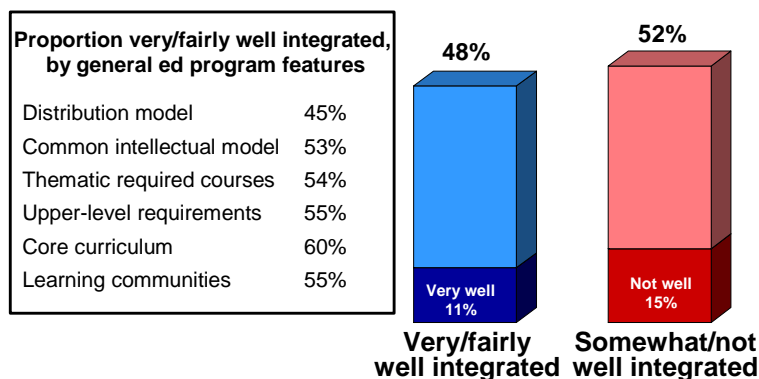 Proportion very/fairly well integrated,
by general ed program features
Distribution model 45%
Common intellectual model 53%
Thematic required courses 54%
Upper-level requirements 55%
Core curriculum 60%
Learning communities 55%
48%
52%
Very well
11%
Not well
15%
Very/fairly
well integrated
Somewhat/not
well integrated